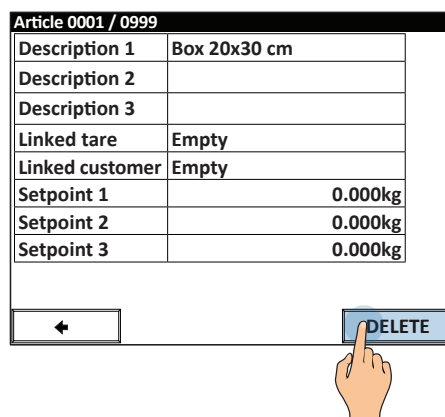 Article 0001 / 0999
Description 1 Box 20x30 cm
Description 2
Description 3
Linked tare Empty
Linked customer Empty
Setpoint 1 0.000kg
Setpoint 2 0.000kg
Setpoint 3 0.000kg
DELETE